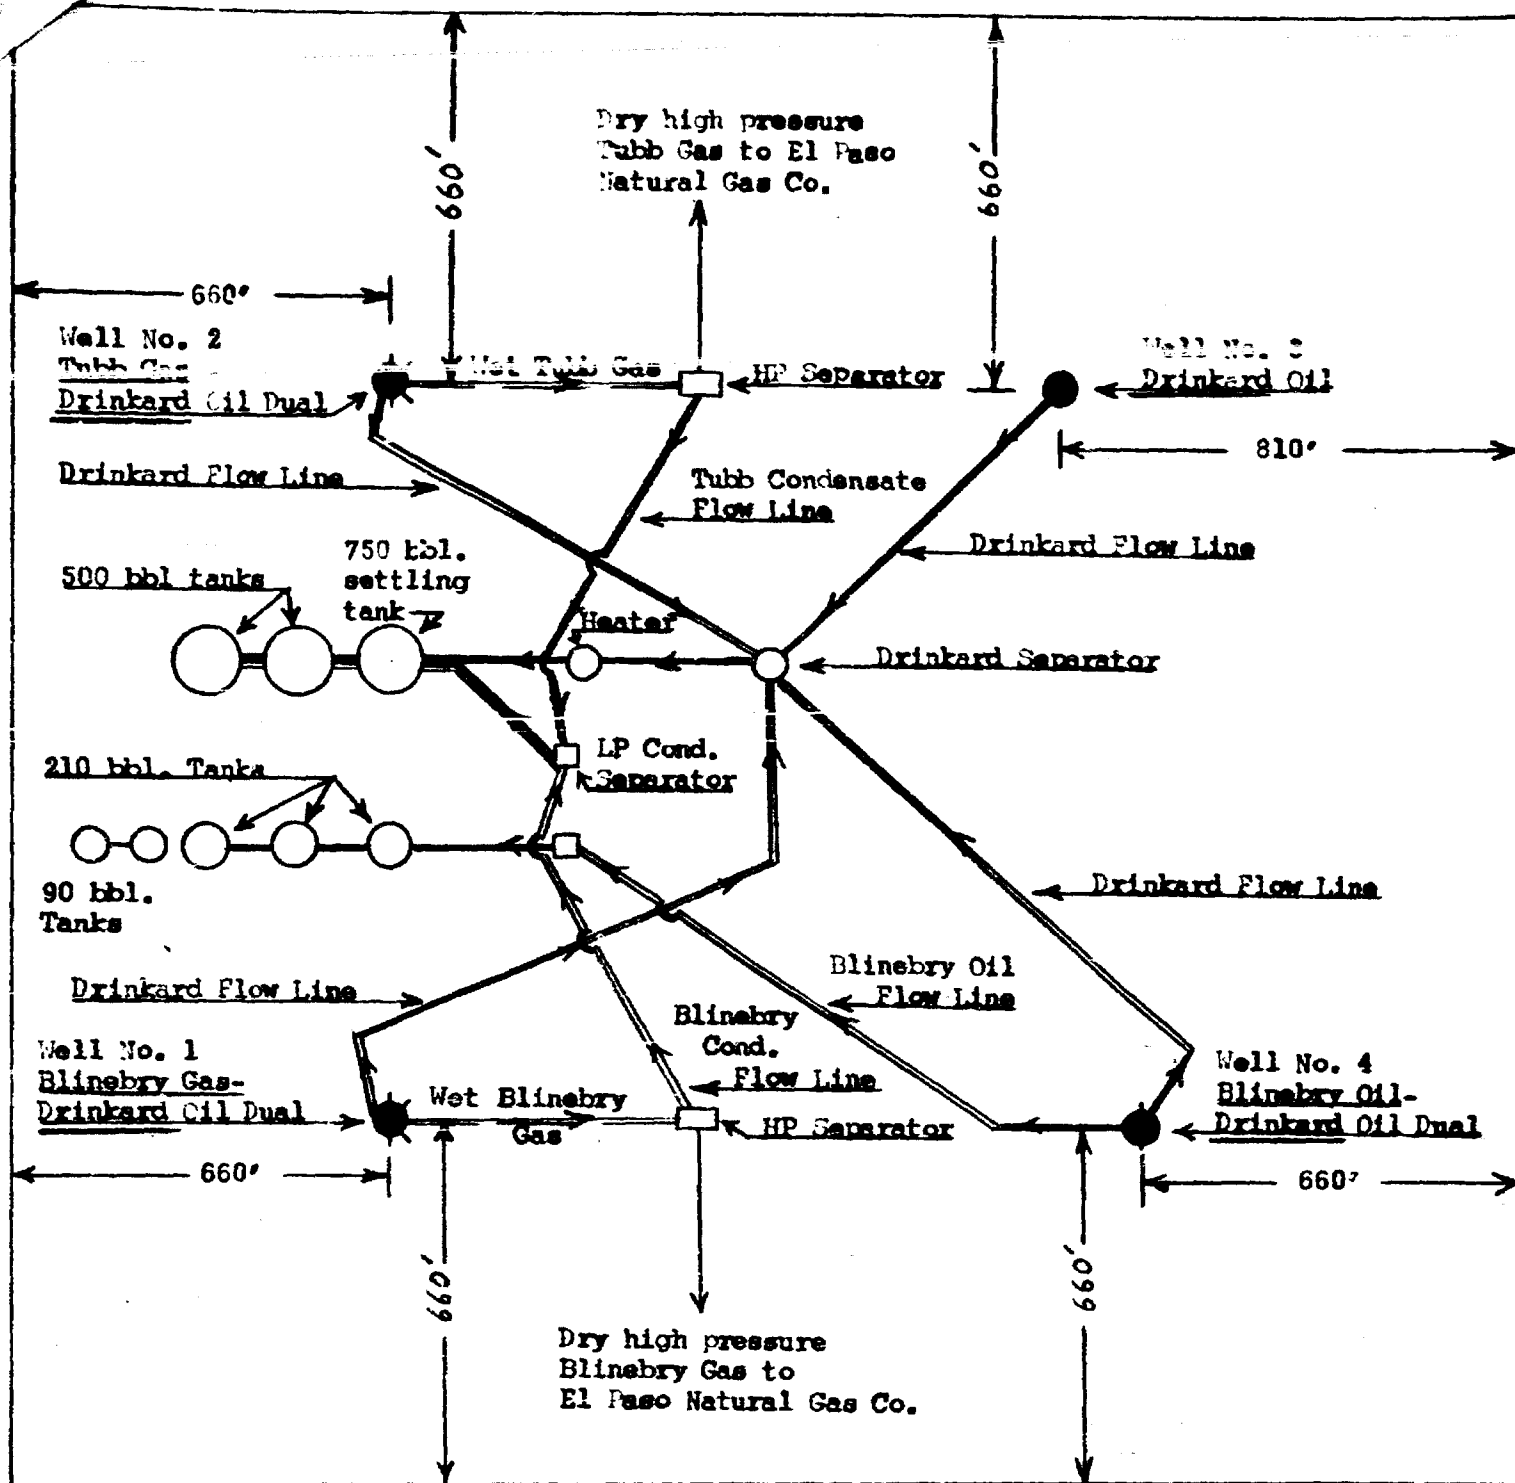 660'
660'
Dry high pressure
Tubb Gas to El Paso
Natural Gas Co.
660'
Well No. 2
Tubb Gas
Drinkard Oil Dual
Wet Tubb Gas
HP Separator
Well No.
Drinkard Oil
810'
Drinkard Flow Line
Tubb Condensate
Flow Line
Drinkard Flow Line
750 bbl.
settling
tank
500 bbl tanks
Heater
Drinkard Separator
LP Cond.
Separator
210 bbl. Tanks
90 bbl.
Tanks
Drinkard Flow Line
Blinebry Oil
Flow Line
Drinkard Flow Line
Blinebry
Cond.
Flow Line
Well No. 1
Blinebry Gas-
Drinkard Oil Dual
Wet Blinebry
Gas
HP Separator
Well No. 4
Blinebry Oil-
Drinkard Oil Dual
660'
660'
660'
660'
Dry high pressure
Blinebry Gas to
El Paso Natural Gas Co.